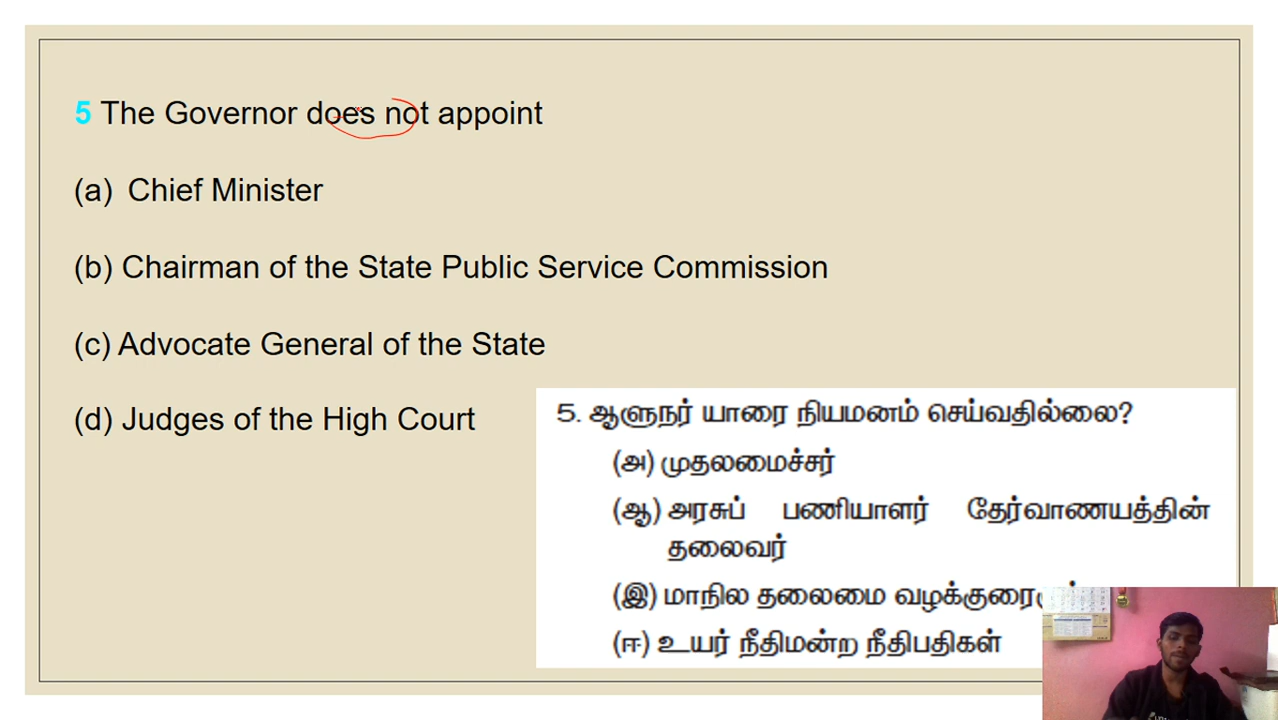 5 The Governor does not appoint
(a) Chief Minister
(b) Chairman of the State Public Service Commission
(c) Advocate General of the State
(d) Judges of the High Court
5. ஆளுநர் யாரை நியமனம் செய்வதில்லை?
(அ) முதலமைச்சர்
(ஆ) அரசுப் பணியாளர் தேர்வாணயத்தின்
தலைவர்
(இ) மாநில தலைமை
(ஈ) உயர் நீதிமன்ற நீதிபதிகள்